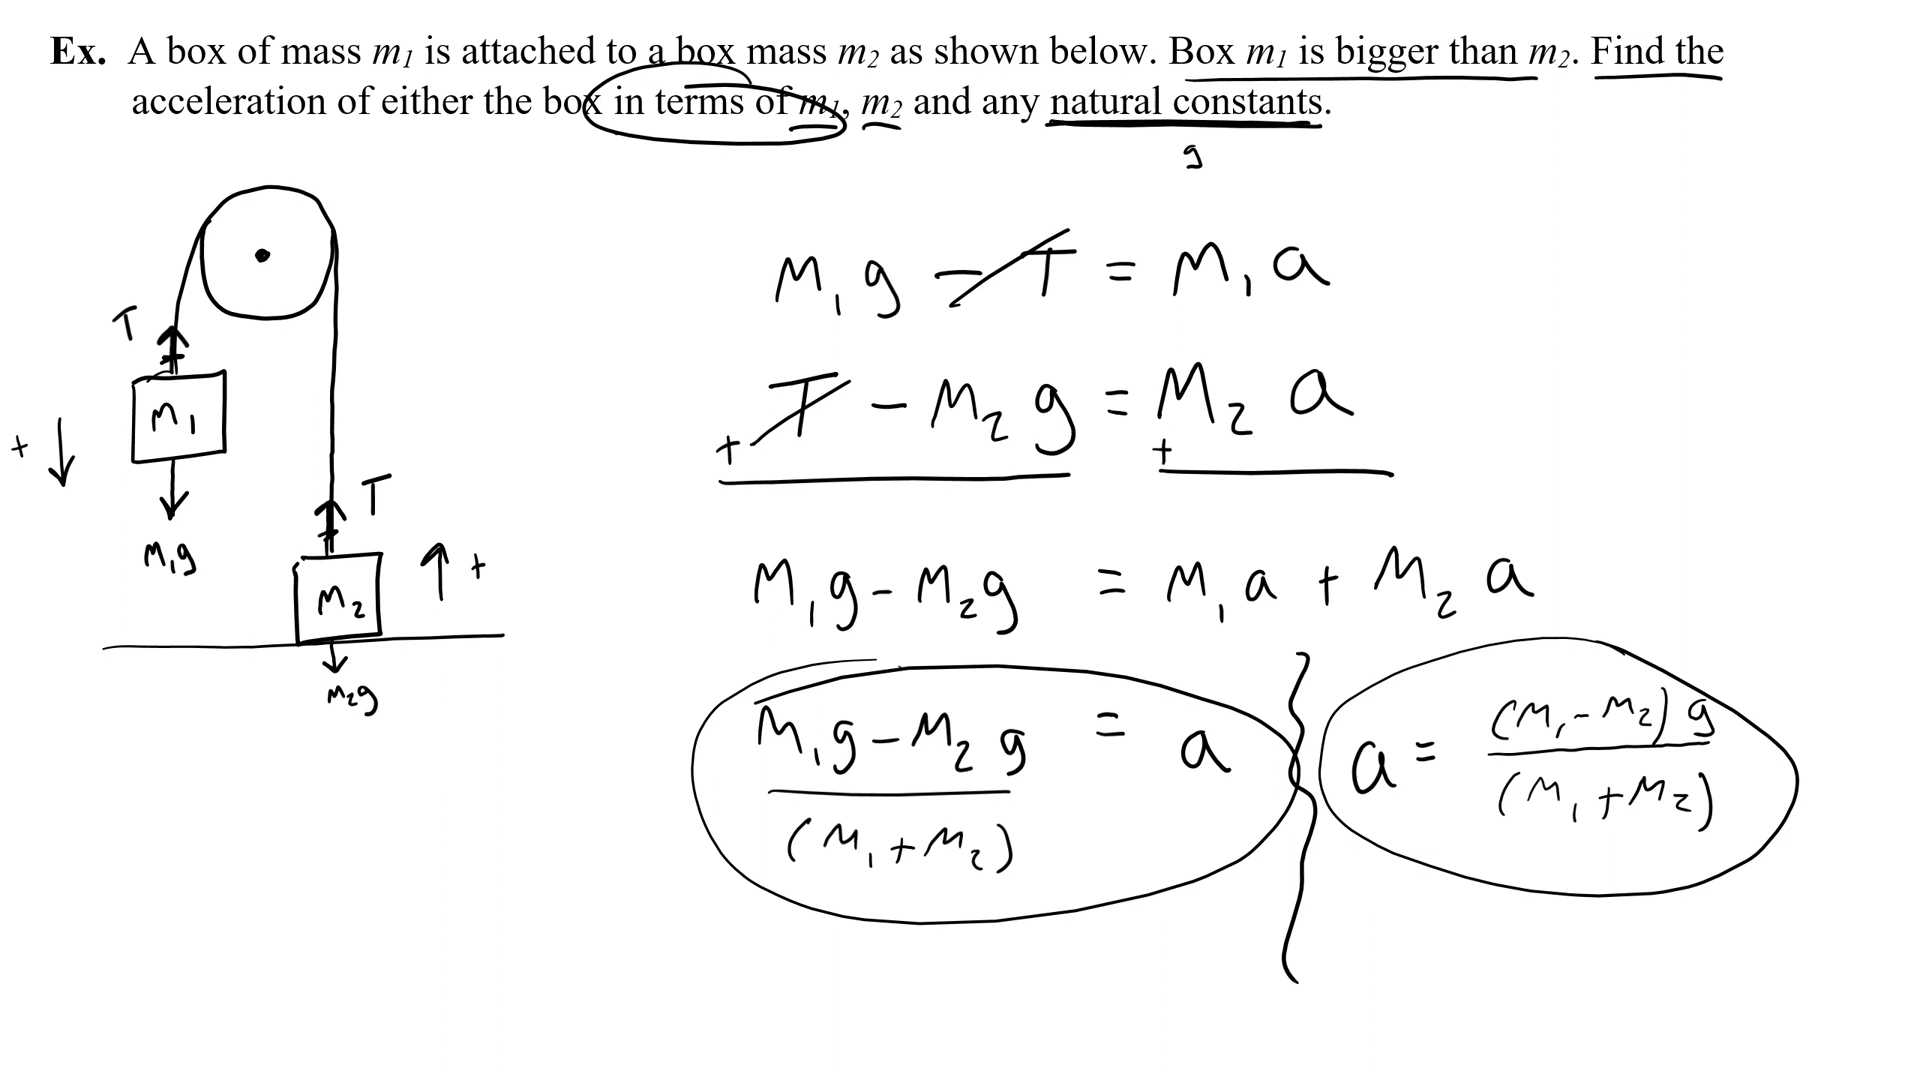 Ex. A box of mass m₁ is attached to a box mass m₂ as shown below. Box m₁ is bigger than m₂. Find the
acceleration of either the box in terms of m₁, m₂ and any natural constants.
g
T
M₁
+
M₁g
T
M₂
+
M₂g
M₁g - T = M₁a
+ T - M₂g = + M₂a
M₁g - M₂g = M₁a + M₂a
M₁g - M₂g = a
(M₁ + M₂)
a = (M₁ - M₂)g
(M₁ + M₂)